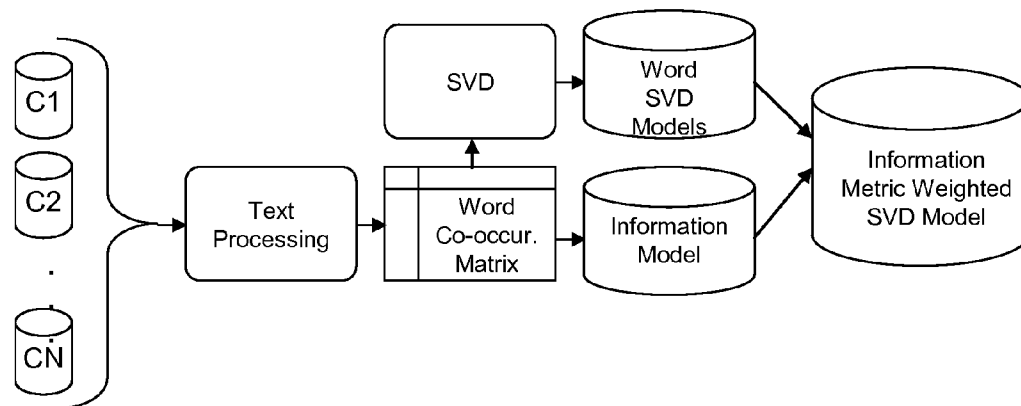 C1
C2
.
.
.
CN
Text
Processing
SVD
Word
Co-occur.
Matrix
Word
SVD
Models
Information
Model
Information
Metric Weighted
SVD Model